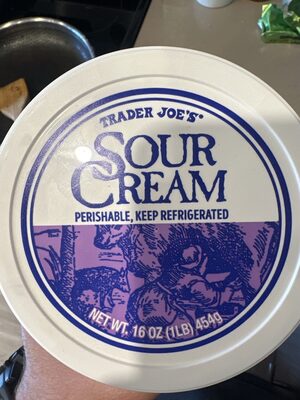 TRADER JOE'S®
SOUR
CREAM
PERISHABLE, KEEP REFRIGERATED
NET WT. 16 OZ (1LB) 454g